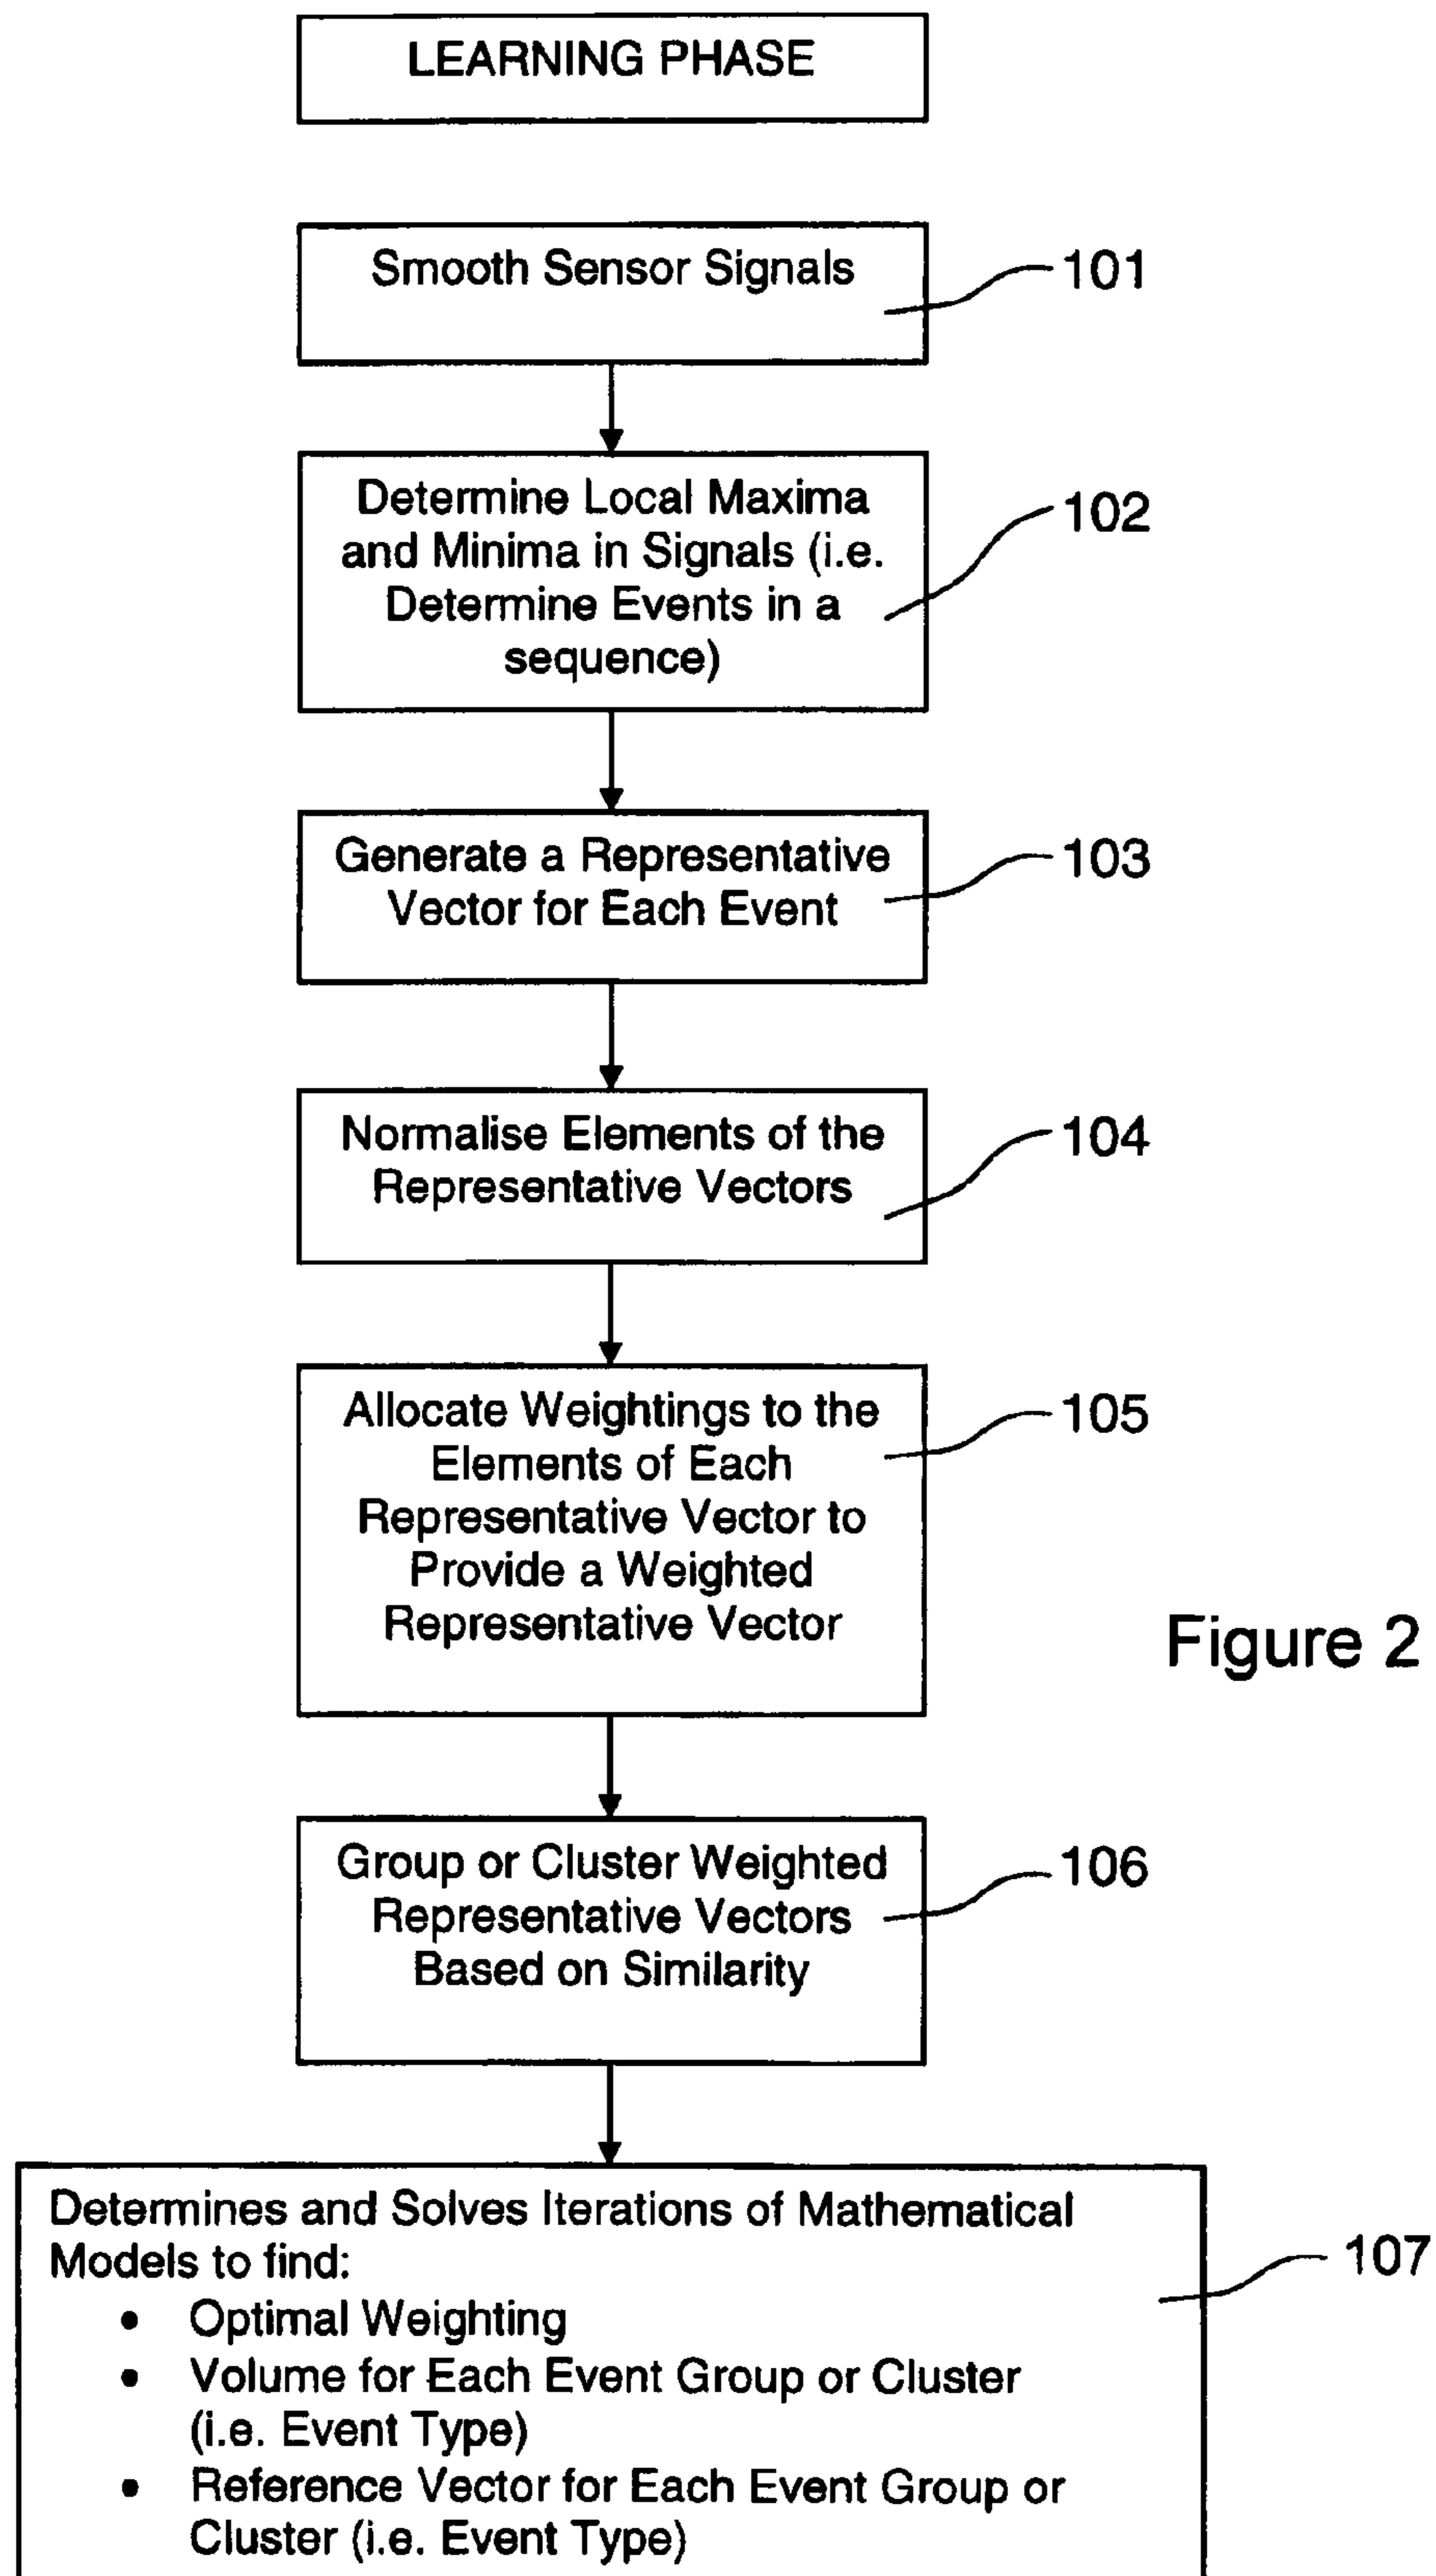 LEARNING PHASE
Smooth Sensor Signals
101
Determine Local Maxima
and Minima in Signals (i.e.
Determine Events in a
sequence)
102
Generate a Representative
Vector for Each Event
103
Normalise Elements of the
Representative Vectors
104
Allocate Weightings to the
Elements of Each
Representative Vector to
Provide a Weighted
Representative Vector
105
Figure 2
Group or Cluster Weighted
Representative Vectors
Based on Similarity
106
Determines and Solves Iterations of Mathematical
Models to find:
• Optimal Weighting
• Volume for Each Event Group or Cluster
(i.e. Event Type)
• Reference Vector for Each Event Group or
Cluster (i.e. Event Type)
107